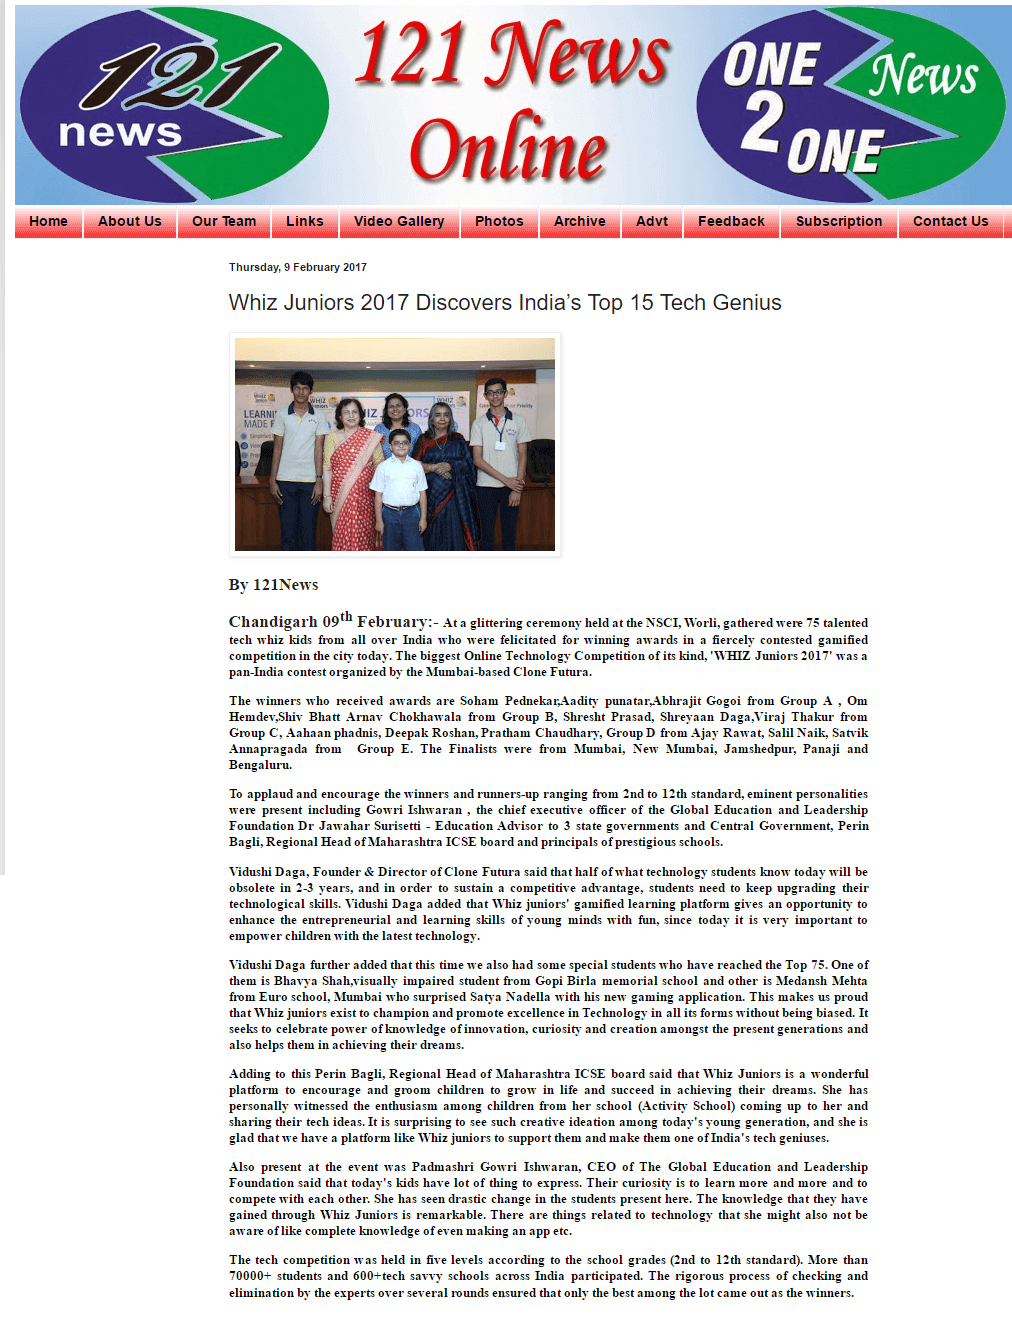 121
news
121 News
Online
ONE
2
ONE
News
Home
About Us
Our Team
Links
Video Gallery
Photos
Archive
Advt
Feedback
Subscription
Contact Us
Thursday, 9 February 2017
Whiz Juniors 2017 Discovers India’s Top 15 Tech Genius
WHIZ
LEARNI
MADE
WHIZ JUNIORS
By 121News
Chandigarh 09th February:- At a glittering ceremony held at the NSCI, Worli, gathered were 75 talented
tech whiz kids from all over India who were felicitated for winning awards in a fiercely contested gamified
competition in the city today. The biggest Online Technology Competition of its kind, 'WHIZ Juniors 2017' was a
pan-India contest organized by the Mumbai-based Clone Futura.
The winners who received awards are Soham Pednekar,Aadity punatar,Abhrajit Gogoi from Group A , Om
Hemdev,Shiv Bhatt Arnav Chokhawala from Group B, Shresht Prasad, Shreyaan Daga,Viraj Thakur from
Group C, Aahaan phadnis, Deepak Roshan, Pratham Chaudhary, Group D from Ajay Rawat, Salil Naik, Satvik
Annapragada from Group E. The Finalists were from Mumbai, New Mumbai, Jamshedpur, Panaji and
Bengaluru.
To applaud and encourage the winners and runners-up ranging from 2nd to 12th standard, eminent personalities
were present including Gowri Ishwaran , the chief executive officer of the Global Education and Leadership
Foundation Dr Jawahar Surisetti - Education Advisor to 3 state governments and Central Government, Perin
Bagli, Regional Head of Maharashtra ICSE board and principals of prestigious schools.
Vidushi Daga, Founder & Director of Clone Futura said that half of what technology students know today will be
obsolete in 2-3 years, and in order to sustain a competitive advantage, students need to keep upgrading their
technological skills. Vidushi Daga added that Whiz juniors' gamified learning platform gives an opportunity to
enhance the entrepreneurial and learning skills of young minds with fun, since today it is very important to
empower children with the latest technology.
Vidushi Daga further added that this time we also had some special students who have reached the Top 75. One of
them is Bhavya Shah,visually impaired student from Gopi Birla memorial school and other is Medansh Mehta
from Euro school, Mumbai who surprised Satya Nadella with his new gaming application. This makes us proud
that Whiz juniors exist to champion and promote excellence in Technology in all its forms without being biased. It
seeks to celebrate power of knowledge of innovation, curiosity and creation amongst the present generations and
also helps them in achieving their dreams.
Adding to this Perin Bagli, Regional Head of Maharashtra ICSE board said that Whiz Juniors is a wonderful
platform to encourage and groom children to grow in life and succeed in achieving their dreams. She has
personally witnessed the enthusiasm among children from her school (Activity School) coming up to her and
sharing their tech ideas. It is surprising to see such creative ideation among today's young generation, and she is
glad that we have a platform like Whiz juniors to support them and make them one of India's tech geniuses.
Also present at the event was Padmashri Gowri Ishwaran, CEO of The Global Education and Leadership
Foundation said that today's kids have lot of thing to express. Their curiosity is to learn more and more and to
compete with each other. She has seen drastic change in the students present here. The knowledge that they have
gained through Whiz Juniors is remarkable. There are things related to technology that she might also not be
aware of like complete knowledge of even making an app etc.
The tech competition was held in five levels according to the school grades (2nd to 12th standard). More than
70000+ students and 600+tech savvy schools across India participated. The rigorous process of checking and
elimination by the experts over several rounds ensured that only the best among the lot came out as the winners.